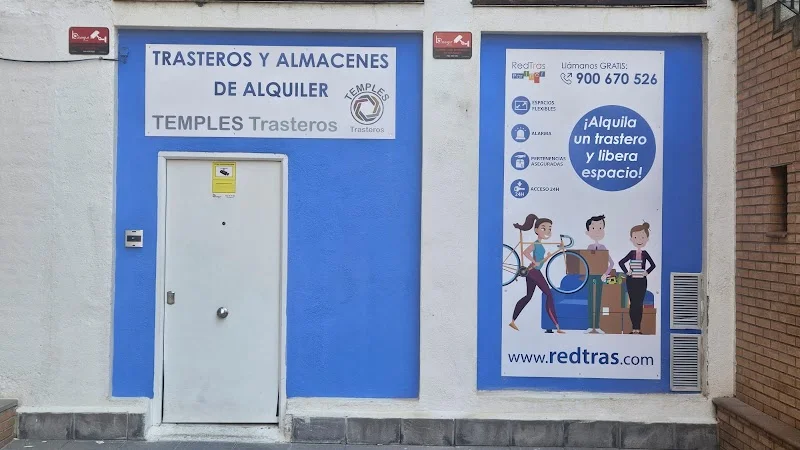 TRASTEROS Y ALMACENES
DE ALQUILER
TEMPLES Trasteros
TEMPLES
Trasteros
RedTras
Llámanos GRATIS:
900 670 526
ESPACIOS
FLEXIBLES
ALARMA
PERTENENCIAS
ASEGURADAS
24H
ACCESO 24H
¡Alquila
un trastero
y libera
espacio!
www.redtras.com